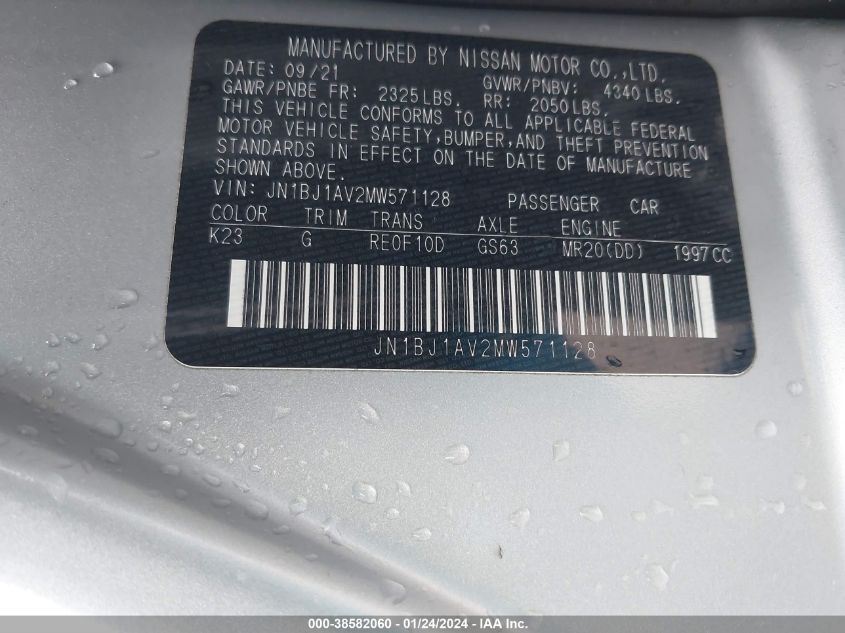 MANUFACTURED BY NISSAN MOTOR CO.,LTD.
DATE: 09/21 GVWR/PNBV: 4340 LBS.
GAWR/PNBE FR: 2325 LBS. RR: 2050 LBS.
THIS VEHICLE CONFORMS TO ALL APPLICABLE FEDERAL
MOTOR VEHICLE SAFETY, BUMPER, AND THEFT PREVENTION
STANDARDS IN EFFECT ON THE DATE OF MANUFACTURE
SHOWN ABOVE.
VIN: JN1BJ1AV2MW571128 PASSENGER CAR
COLOR TRIM TRANS AXLE ENGINE
K23 G RE0F10D GS63 MR20(DD) 1997CC
JN1BJ1AV2MW571128
000-38582060 - 01/24/2024 - IAA Inc.